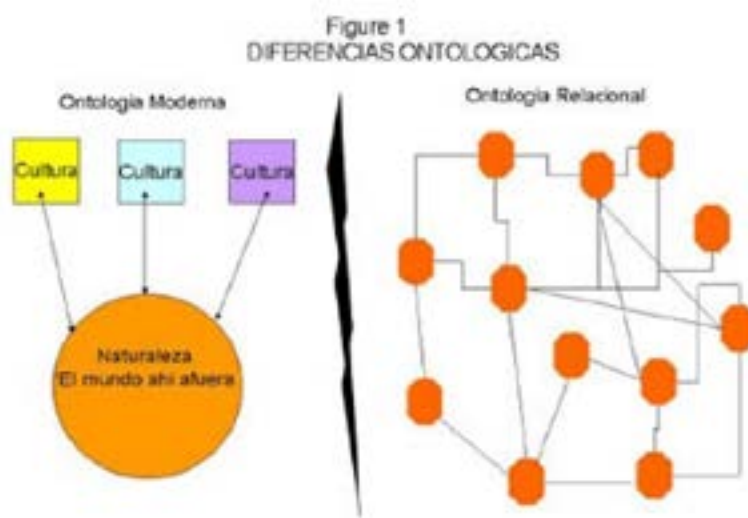 Figure 1
DIFERENCIAS ONTOLOGICAS
Ontologia Moderna
Ontologia Relacional
Cultura
Cultura
Cultura
Naturaleza
'El mundo ahi afuera